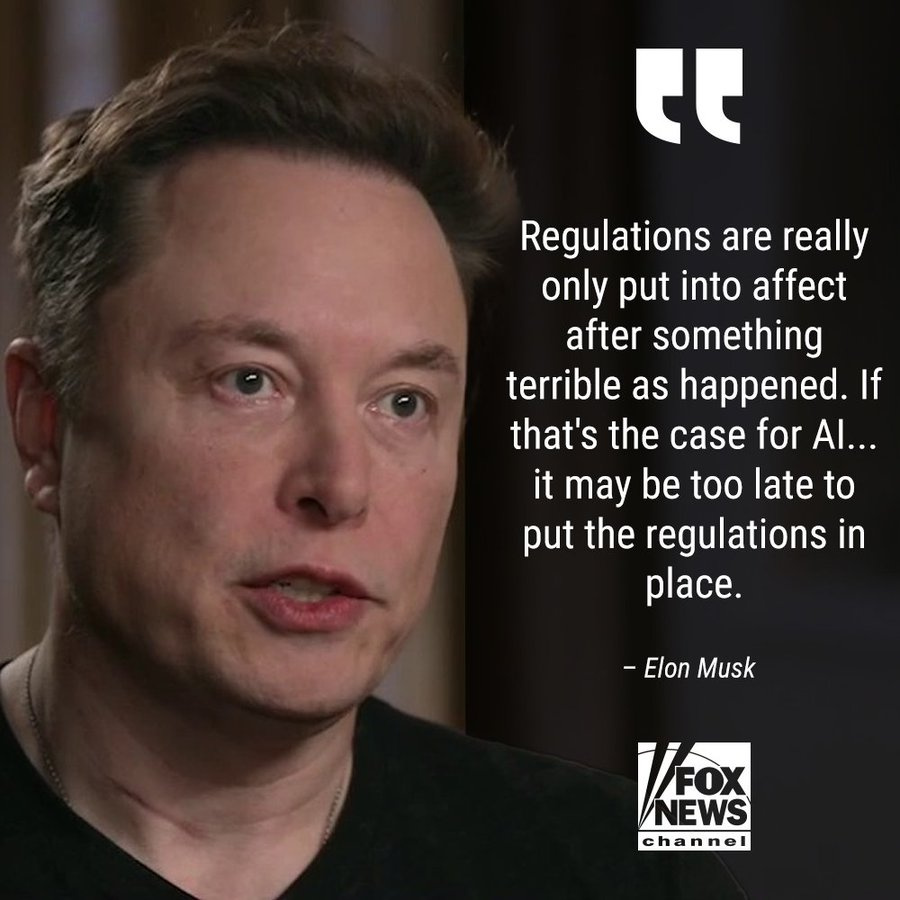 Regulations are really
only put into affect
after something
terrible as happened. If
that's the case for AI...
it may be too late to
put the regulations in
place.
– Elon Musk
FOX
NEWS
channel